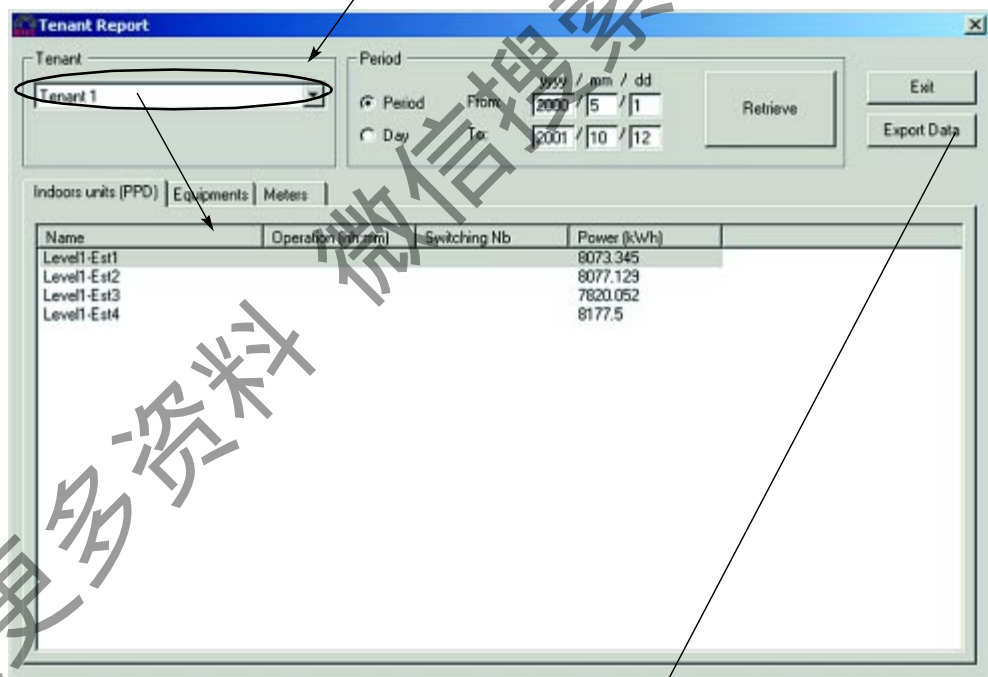 Tenant Report
Tenant
Tenant 1
Period
yyyy / mm / dd
Period From: 2000 / 5 / 1
Day To: 2001 / 10 / 12
Retrieve
Exit
Export Data
Indoors units (PPD) Equipments Meters
Name Operation (hh:mm) Switching Nb Power (kWh)
Level1-Est1 8073.345
Level1-Est2 8077.129
Level1-Est3 7820.052
Level1-Est4 8177.5
更多资料 微信搜索